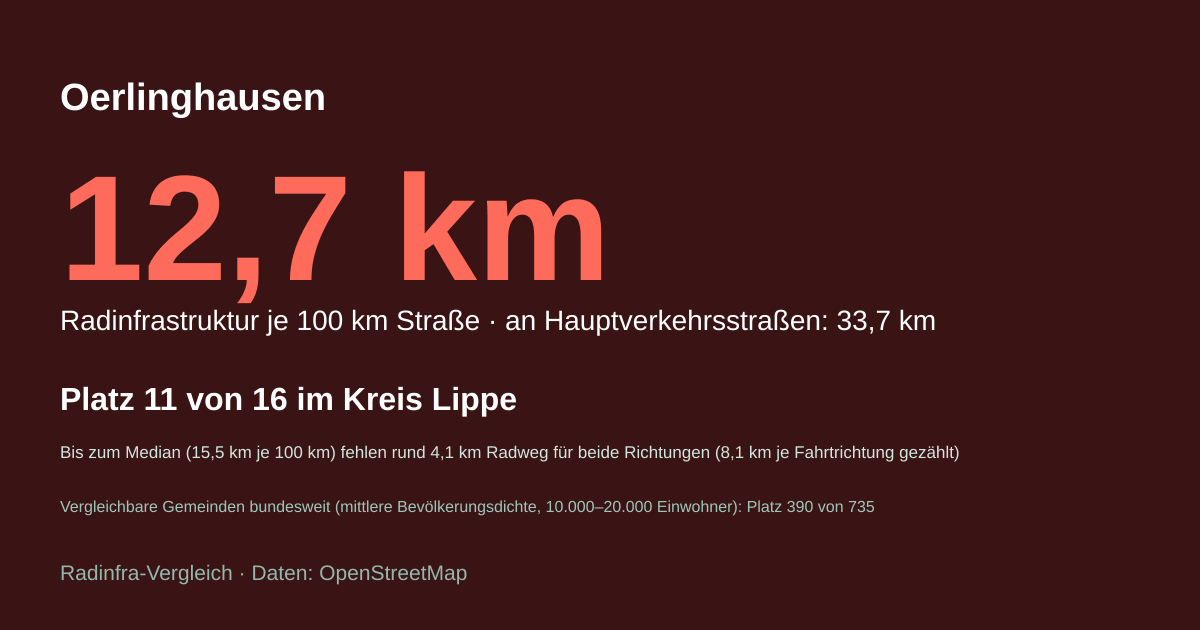 Oerlinghausen
12,7 km
Radinfrastruktur je 100 km Straße · an Hauptverkehrsstraßen: 33,7 km
Platz 11 von 16 im Kreis Lippe
Bis zum Median (15,5 km je 100 km) fehlen rund 4,1 km Radweg für beide Richtungen (8,1 km je Fahrtrichtung gezählt)
Vergleichbare Gemeinden bundesweit (mittlere Bevölkerungsdichte, 10.000–20.000 Einwohner): Platz 390 von 735
Radinfra-Vergleich · Daten: OpenStreetMap